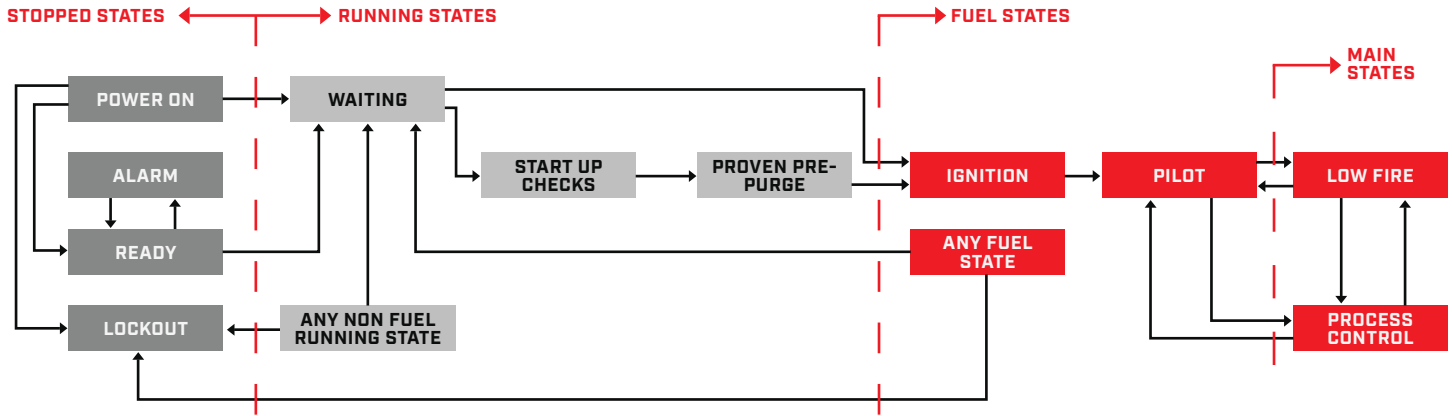 STOPPED STATES
RUNNING STATES
FUEL STATES
MAIN
STATES
POWER ON
WAITING
ALARM
START UP
CHECKS
PROVEN PRE-
PURGE
IGNITION
PILOT
LOW FIRE
READY
ANY FUEL
STATE
LOCKOUT
ANY NON FUEL
RUNNING STATE
PROCESS
CONTROL